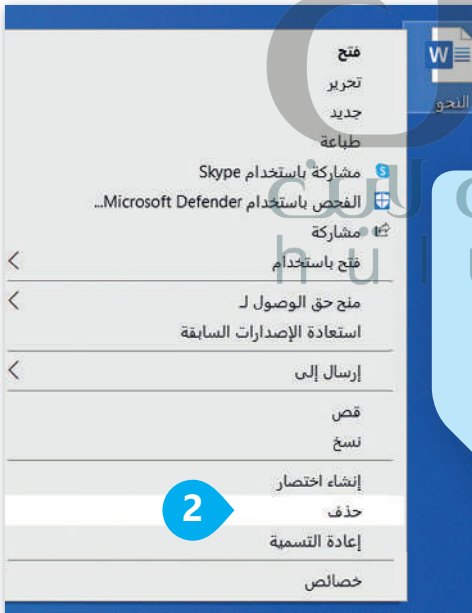 W
النحو
فتح
تحرير
جديد
طباعة
مشاركة باستخدام Skype
الفحص باستخدام Microsoft Defender...
مشاركة
فتح باستخدام
منح حق الوصول لـ
استعادة الإصدارات السابقة
إرسال إلى
قص
نسخ
إنشاء اختصار
حذف
2
إعادة التسمية
خصائص